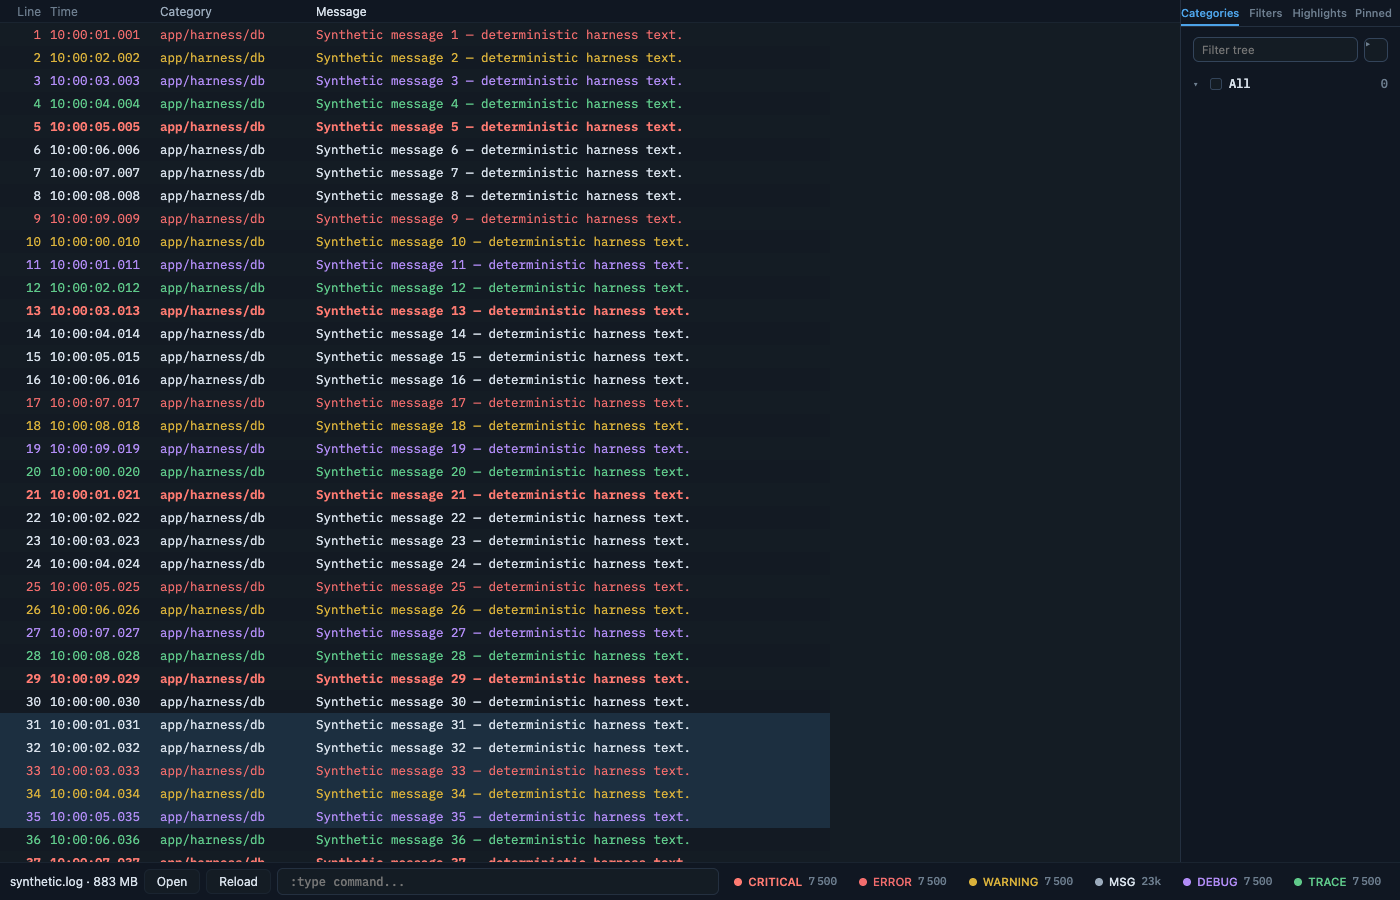 Line Time Category Message
1 10:00:01.001 app/harness/db Synthetic message 1 — deterministic harness text.
2 10:00:02.002 app/harness/db Synthetic message 2 — deterministic harness text.
3 10:00:03.003 app/harness/db Synthetic message 3 — deterministic harness text.
4 10:00:04.004 app/harness/db Synthetic message 4 — deterministic harness text.
5 10:00:05.005 app/harness/db Synthetic message 5 — deterministic harness text.
6 10:00:06.006 app/harness/db Synthetic message 6 — deterministic harness text.
7 10:00:07.007 app/harness/db Synthetic message 7 — deterministic harness text.
8 10:00:08.008 app/harness/db Synthetic message 8 — deterministic harness text.
9 10:00:09.009 app/harness/db Synthetic message 9 — deterministic harness text.
10 10:00:00.010 app/harness/db Synthetic message 10 — deterministic harness text.
11 10:00:01.011 app/harness/db Synthetic message 11 — deterministic harness text.
12 10:00:02.012 app/harness/db Synthetic message 12 — deterministic harness text.
13 10:00:03.013 app/harness/db Synthetic message 13 — deterministic harness text.
14 10:00:04.014 app/harness/db Synthetic message 14 — deterministic harness text.
15 10:00:05.015 app/harness/db Synthetic message 15 — deterministic harness text.
16 10:00:06.016 app/harness/db Synthetic message 16 — deterministic harness text.
17 10:00:07.017 app/harness/db Synthetic message 17 — deterministic harness text.
18 10:00:08.018 app/harness/db Synthetic message 18 — deterministic harness text.
19 10:00:09.019 app/harness/db Synthetic message 19 — deterministic harness text.
20 10:00:00.020 app/harness/db Synthetic message 20 — deterministic harness text.
21 10:00:01.021 app/harness/db Synthetic message 21 — deterministic harness text.
22 10:00:02.022 app/harness/db Synthetic message 22 — deterministic harness text.
23 10:00:03.023 app/harness/db Synthetic message 23 — deterministic harness text.
24 10:00:04.024 app/harness/db Synthetic message 24 — deterministic harness text.
25 10:00:05.025 app/harness/db Synthetic message 25 — deterministic harness text.
26 10:00:06.026 app/harness/db Synthetic message 26 — deterministic harness text.
27 10:00:07.027 app/harness/db Synthetic message 27 — deterministic harness text.
28 10:00:08.028 app/harness/db Synthetic message 28 — deterministic harness text.
29 10:00:09.029 app/harness/db Synthetic message 29 — deterministic harness text.
30 10:00:00.030 app/harness/db Synthetic message 30 — deterministic harness text.
31 10:00:01.031 app/harness/db Synthetic message 31 — deterministic harness text.
32 10:00:02.032 app/harness/db Synthetic message 32 — deterministic harness text.
33 10:00:03.033 app/harness/db Synthetic message 33 — deterministic harness text.
34 10:00:04.034 app/harness/db Synthetic message 34 — deterministic harness text.
35 10:00:05.035 app/harness/db Synthetic message 35 — deterministic harness text.
36 10:00:06.036 app/harness/db Synthetic message 36 — deterministic harness text.
37 10:00:07.037 app/harness/db Synthetic message 37 — deterministic harness text.
Categories Filters Highlights Pinned
Filter tree
All 0
synthetic.log · 883 MB Open Reload :type command... CRITICAL 7500 ERROR 7500 WARNING 7500 MSG 23k DEBUG 7500 TRACE 7500